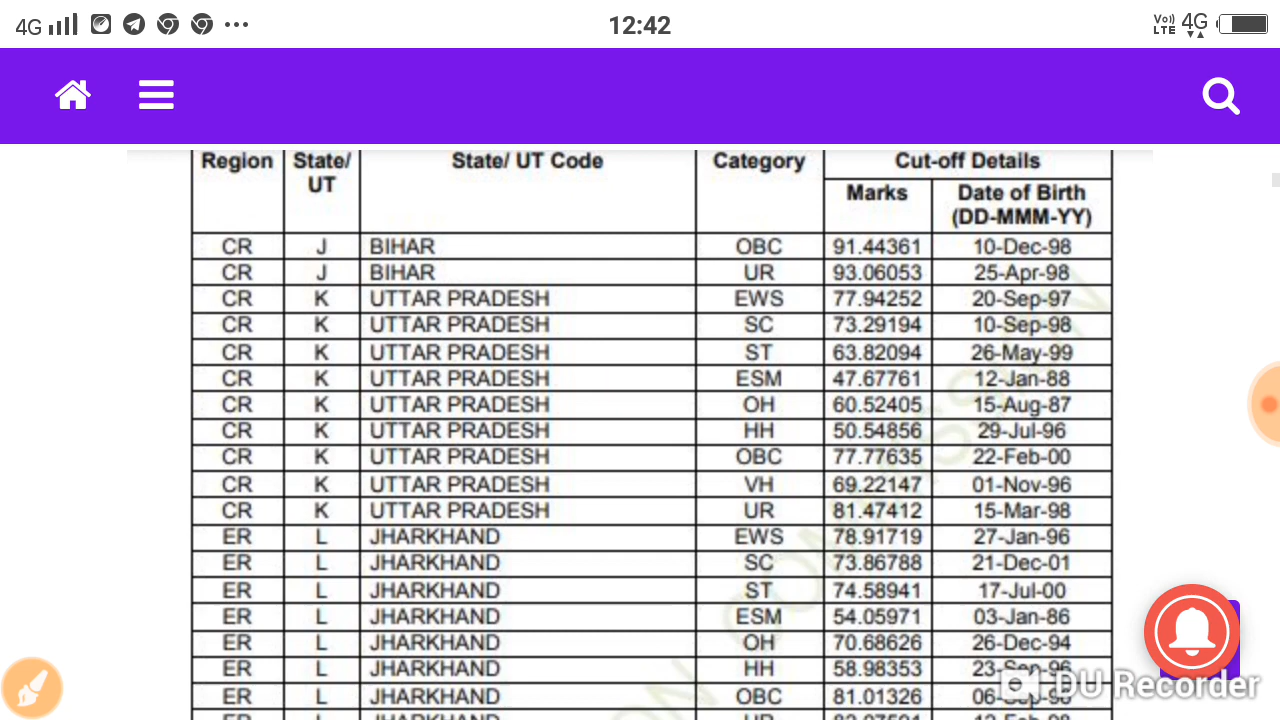 4G 12:42 Vo)) LTE 4G
Region State/ UT State/ UT Code Category Cut-off Details
Marks Date of Birth (DD-MMM-YY)
CR J BIHAR OBC 91.44361 10-Dec-98
CR J BIHAR UR 93.06053 25-Apr-98
CR K UTTAR PRADESH EWS 77.94252 20-Sep-97
CR K UTTAR PRADESH SC 73.29194 10-Sep-98
CR K UTTAR PRADESH ST 63.82094 26-May-99
CR K UTTAR PRADESH ESM 47.67761 12-Jan-88
CR K UTTAR PRADESH OH 60.52405 15-Aug-87
CR K UTTAR PRADESH HH 50.54856 29-Jul-96
CR K UTTAR PRADESH OBC 77.77635 22-Feb-00
CR K UTTAR PRADESH VH 69.22147 01-Nov-96
CR K UTTAR PRADESH UR 81.47412 15-Mar-98
ER L JHARKHAND EWS 78.91719 27-Jan-96
ER L JHARKHAND SC 73.86788 21-Dec-01
ER L JHARKHAND ST 74.58941 17-Jul-00
ER L JHARKHAND ESM 54.05971 03-Jan-86
ER L JHARKHAND OH 70.68626 26-Dec-94
ER L JHARKHAND HH 58.98353 23-Sep-96
ER L JHARKHAND OBC 81.01326
DU Recorder